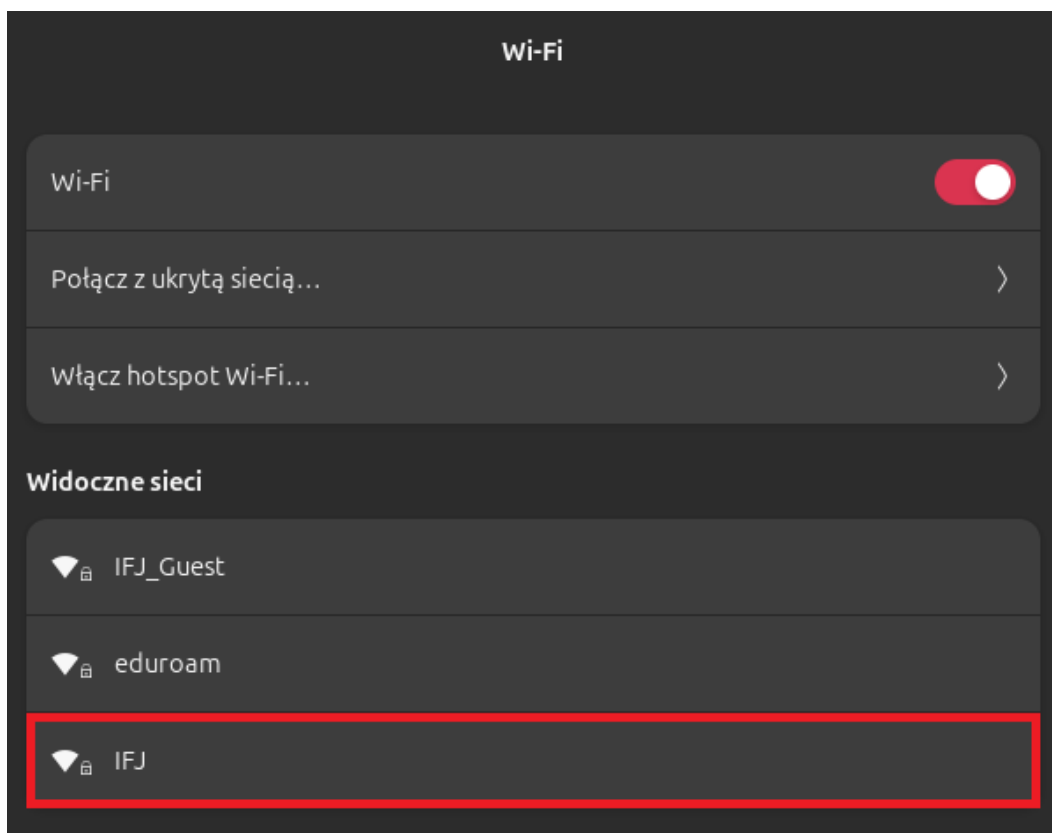 Wi-Fi
Wi-Fi
Połącz z ukrytą siecią...
Włącz hotspot Wi-Fi...
Widoczne sieci
IFJ_Guest
eduroam
IFJ